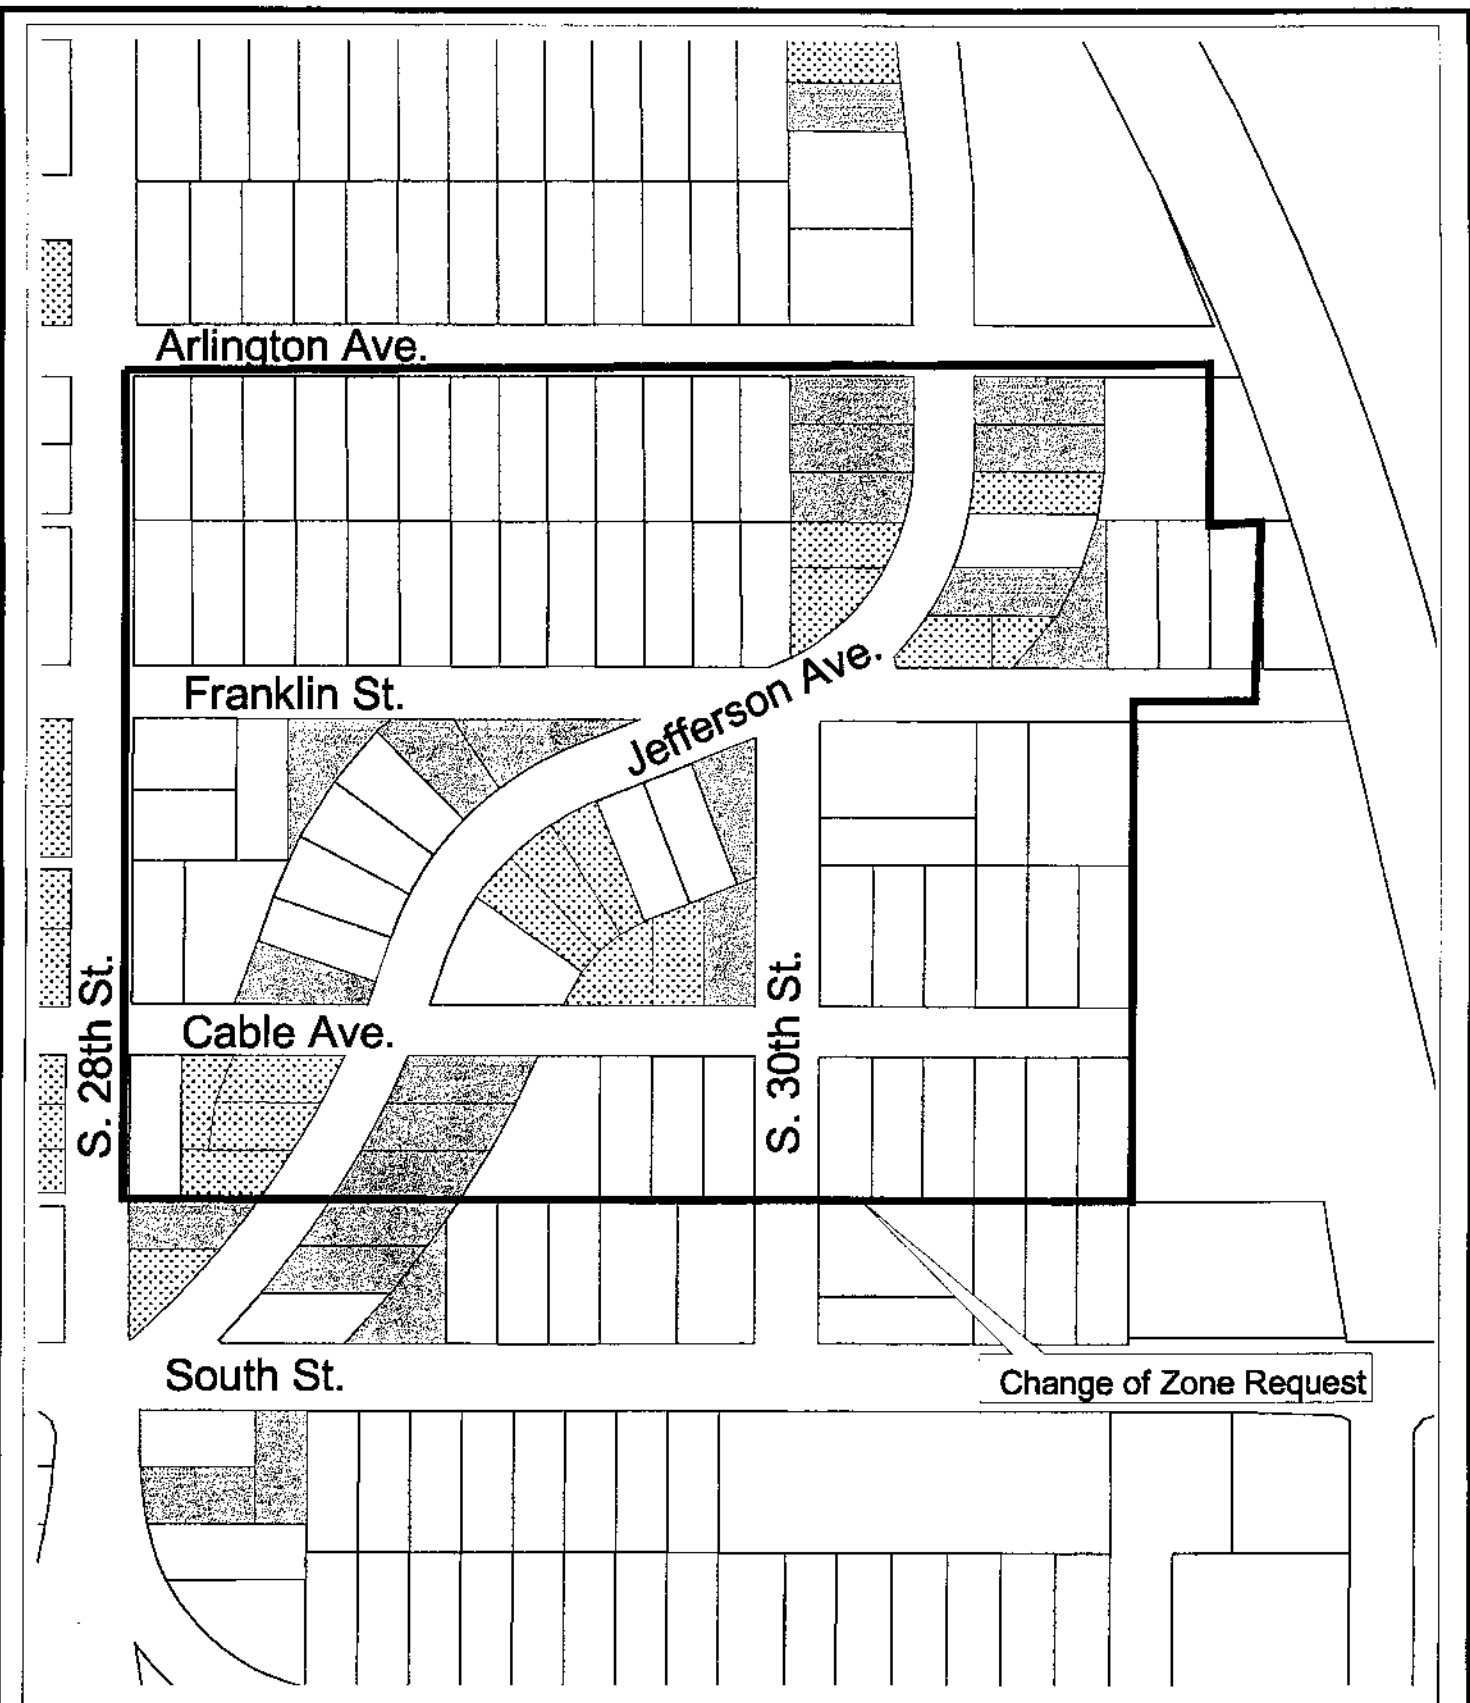 Arlington Ave.
Franklin St.
Jefferson Ave.
S. 28th St.
Cable Ave.
S. 30th St.
South St.
Change of Zone Request